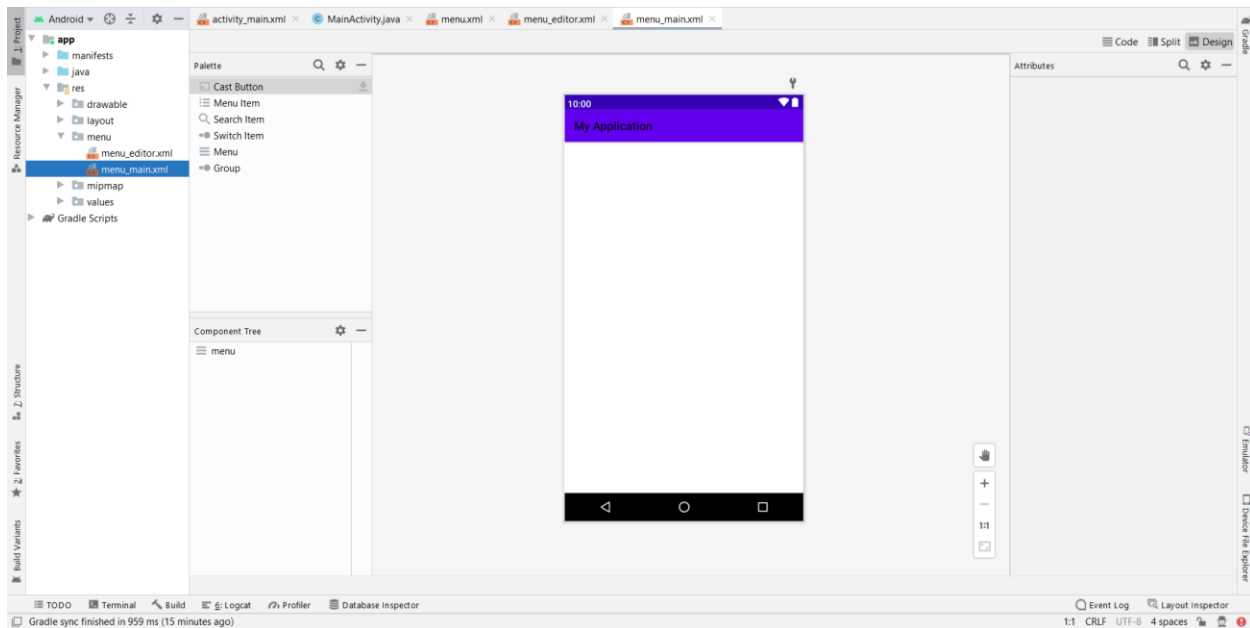 Android
activity_main.xml
MainActivity.java
menu.xml
menu_editor.xml
menu_main.xml
Code
Split
Design
1: Project
Resource Manager
7: Structure
2: Favorites
Build Variants
app
manifests
java
res
drawable
layout
menu
menu_editor.xml
menu_main.xml
mipmap
values
Gradle Scripts
Palette
Cast Button
Menu Item
Search Item
Switch Item
Menu
Group
Component Tree
menu
10:00
My Application
1:1
Attributes
Gradle
Emulator
Device File Explorer
TODO Terminal Build 6: Logcat Profiler Database Inspector Event Log Layout Inspector
Gradle sync finished in 959 ms (15 minutes ago) 1:1 CRLF UTF-8 4 spaces